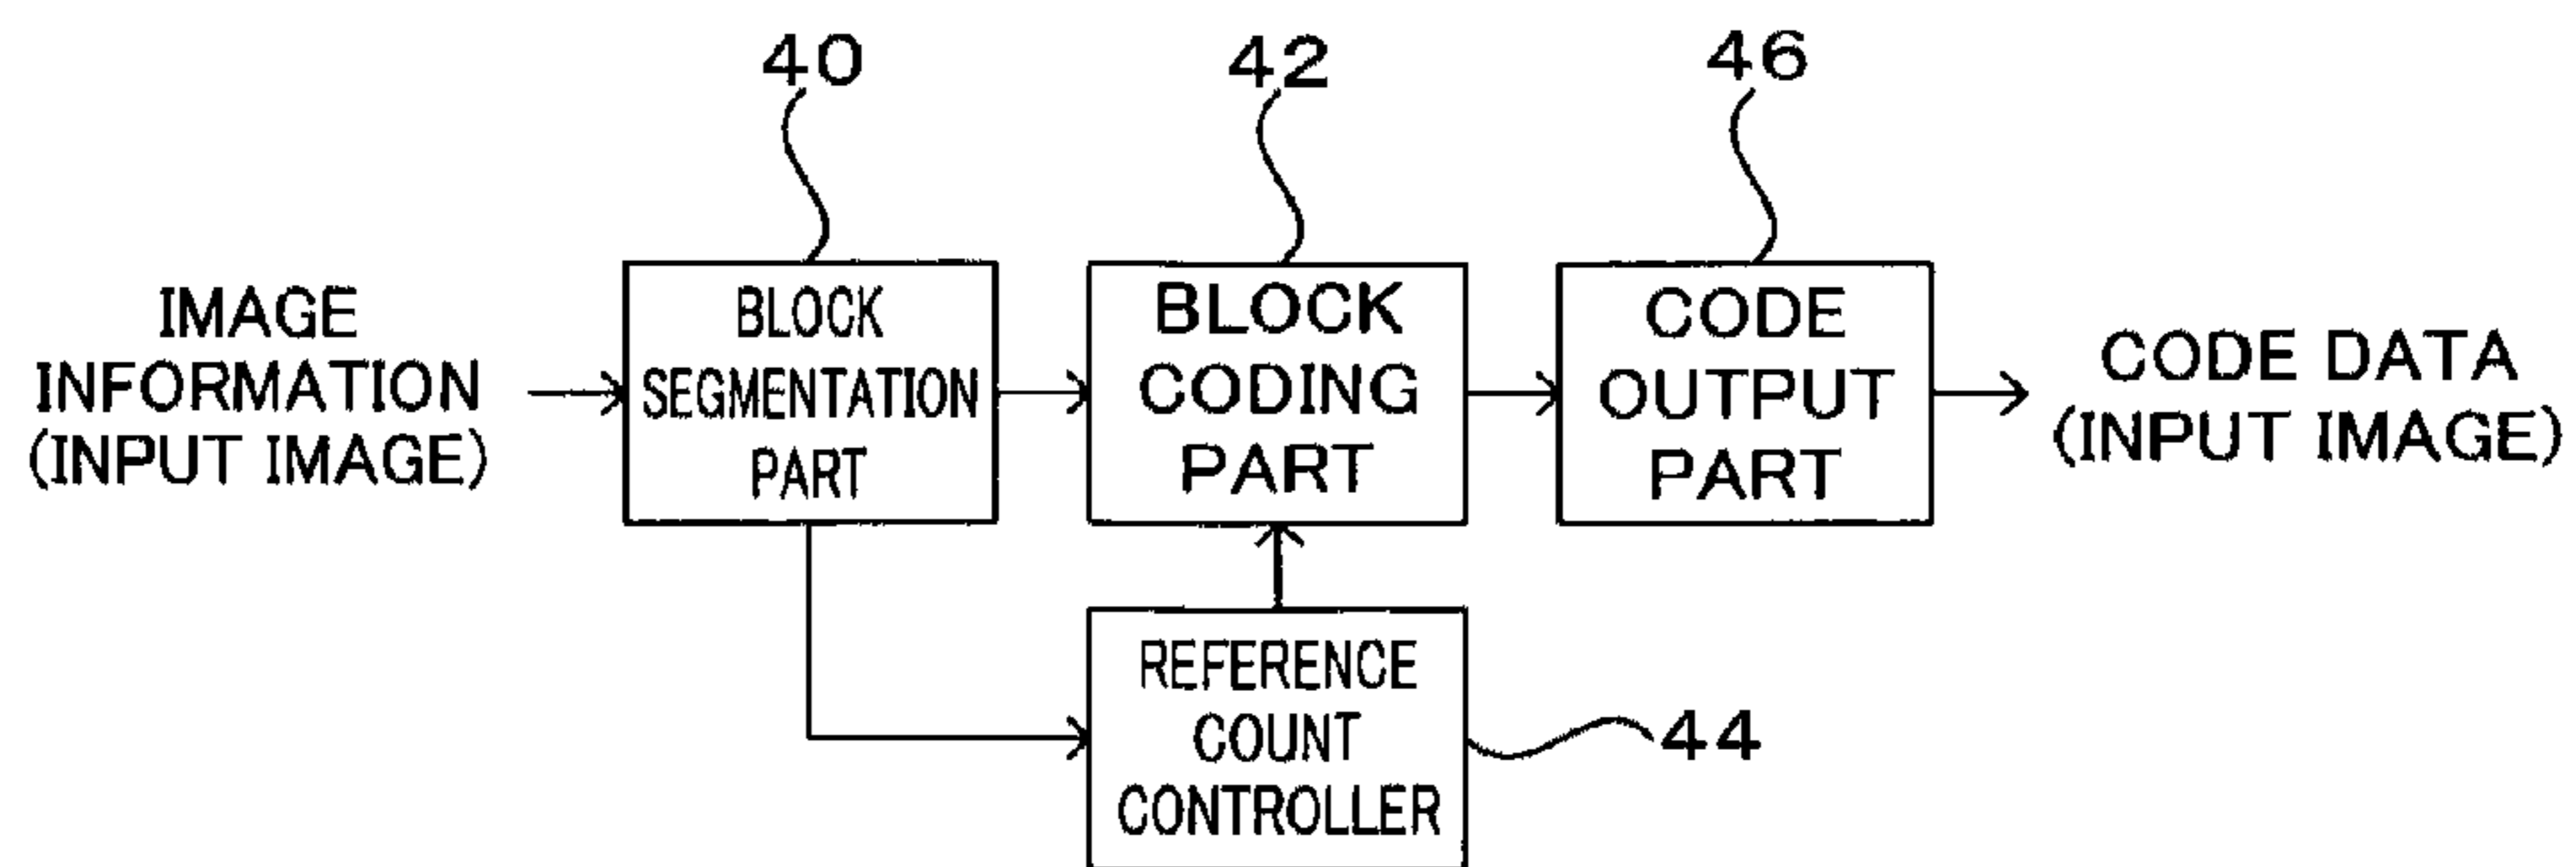 40
42
46
IMAGE
INFORMATION
(INPUT IMAGE)
BLOCK
SEGMENTATION
PART
BLOCK
CODING
PART
CODE
OUTPUT
PART
CODE DATA
(INPUT IMAGE)
REFERENCE
COUNT
CONTROLLER
44